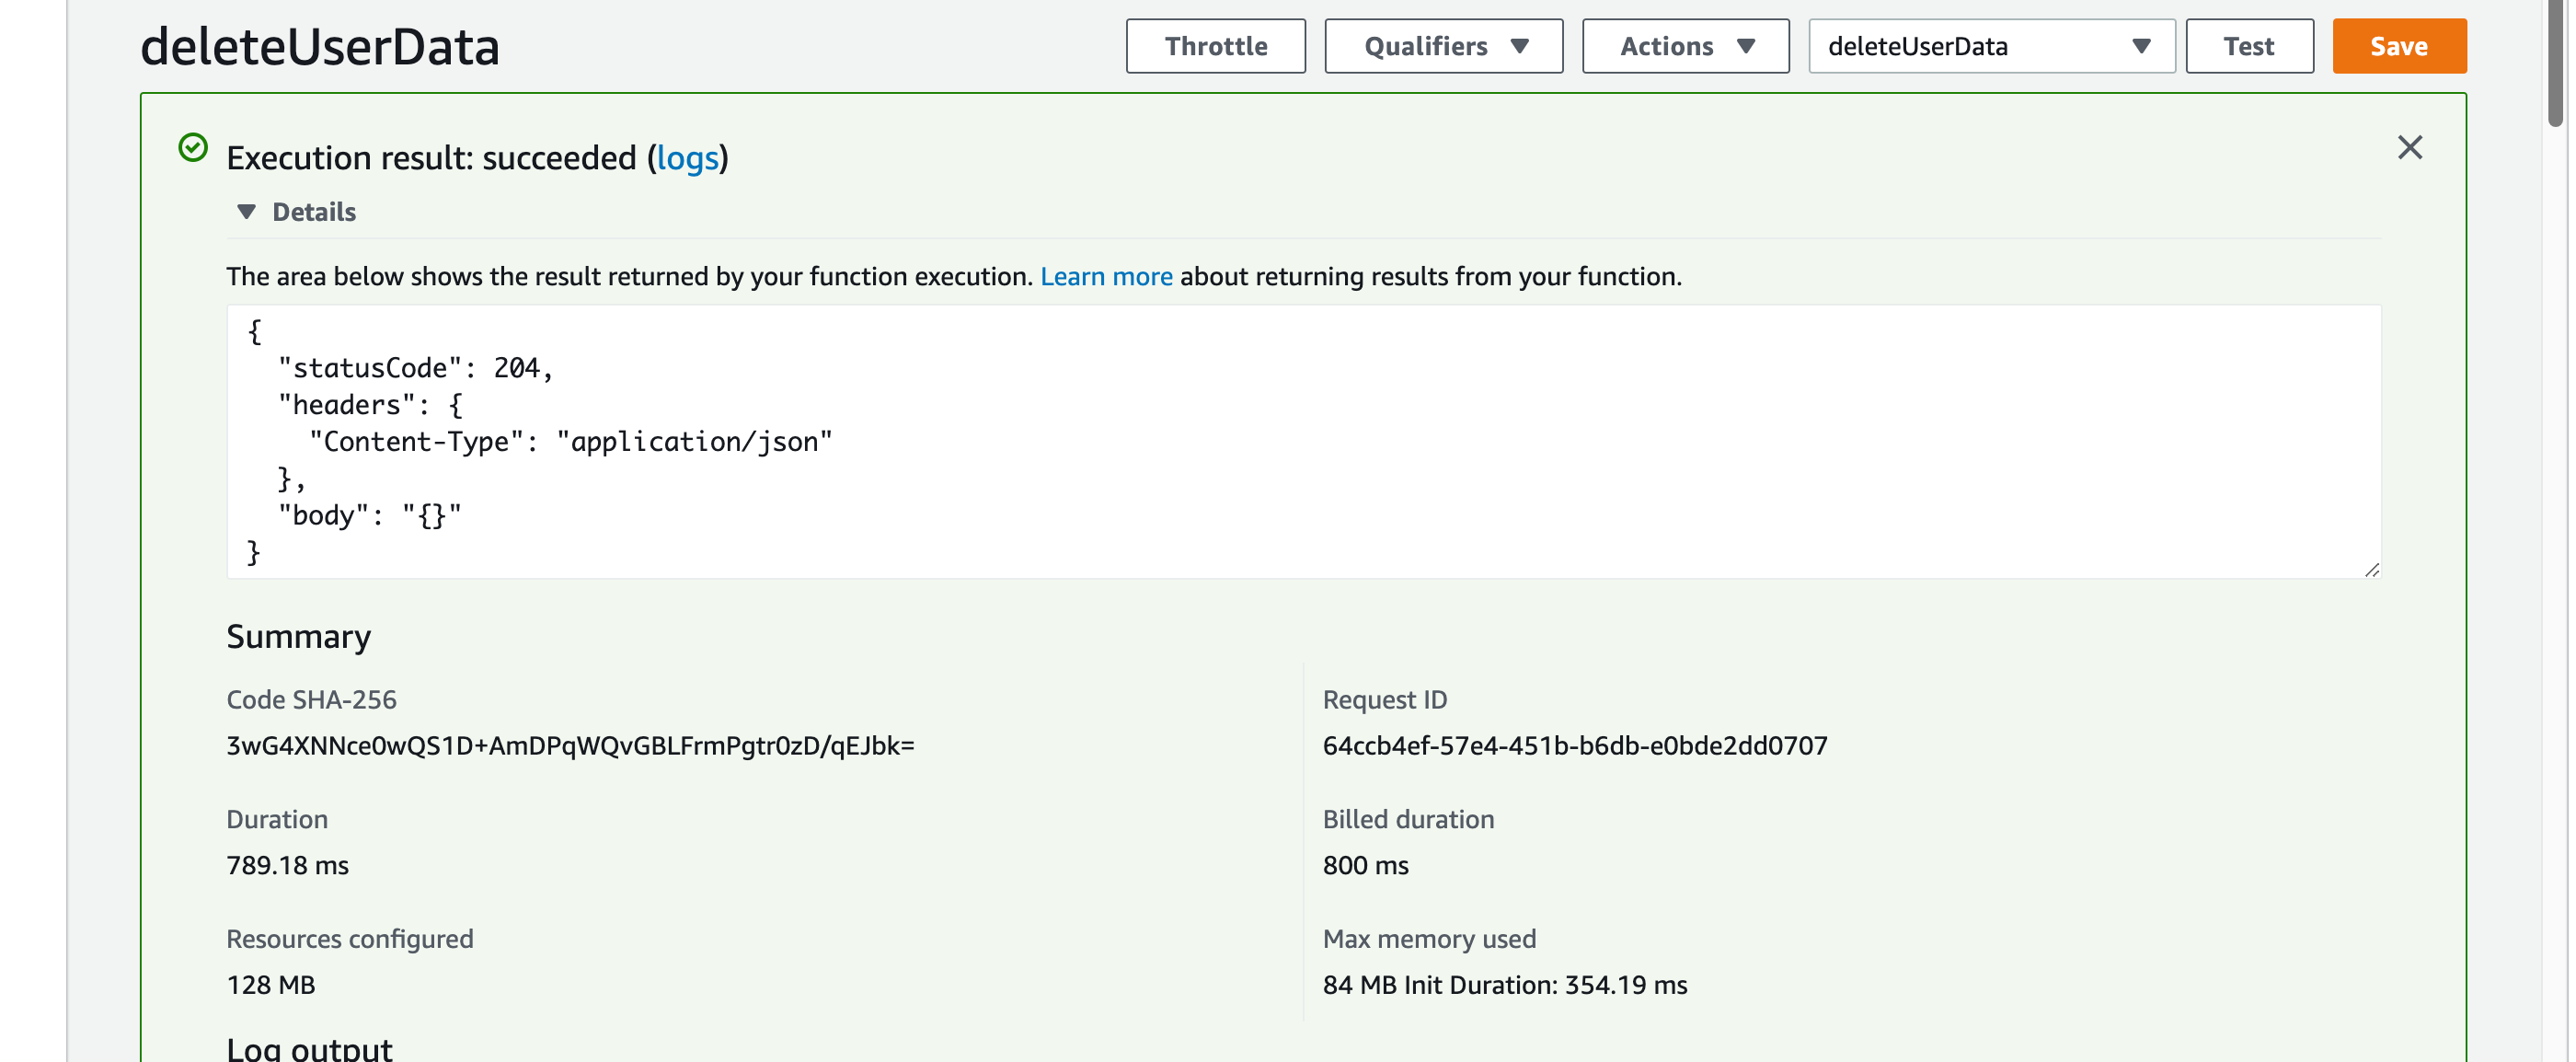 deleteUserData
Throttle
Qualifiers
Actions
deleteUserData
Test
Save
Execution result: succeeded (logs)
Details
The area below shows the result returned by your function execution. Learn more about returning results from your function.
{
  "statusCode": 204,
  "headers": {
    "Content-Type": "application/json"
  },
  "body": "{}"
}
Summary
Code SHA-256
3wG4XNNce0wQS1D+AmDPqWQvGBLFrmPgtr0zD/qEJbk=
Request ID
64ccb4ef-57e4-451b-b6db-e0bde2dd0707
Duration
789.18 ms
Billed duration
800 ms
Resources configured
128 MB
Max memory used
84 MB Init Duration: 354.19 ms
Log output